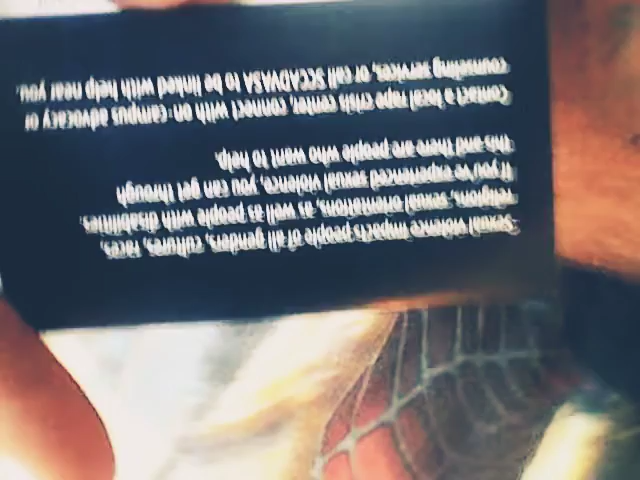 Sexual violence impacts people of all genders, cultures, races,
religions, sexual orientations, as well as people with disabilities.
If you've experienced sexual violence, you can get through
this and there are people who want to help.
Contact a local rape crisis center, connect with on-campus advocacy or
counseling services, or call SCCADVASA to be linked with help near you.